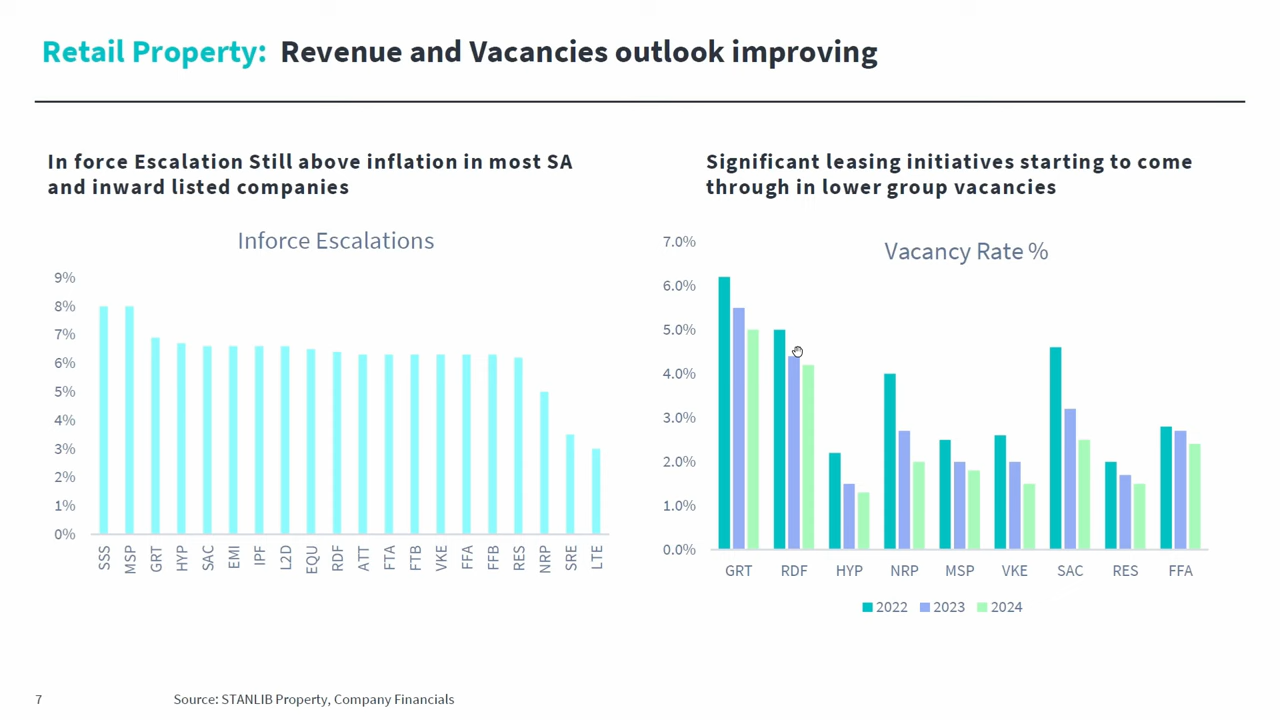 Retail Property: Revenue and Vacancies outlook improving
In force Escalation Still above inflation in most SA
and inward listed companies
Inforce Escalations
9%
8%
7%
6%
5%
4%
3%
2%
1%
0%
SSS MSP GRT HYP SAC EMI IPF L2D EQU RDF ATT FTA FTB VKE FFA FFB RES NRP SRE LTE
Significant leasing initiatives starting to come
through in lower group vacancies
Vacancy Rate %
7.0%
6.0%
5.0%
4.0%
3.0%
2.0%
1.0%
0.0%
GRT RDF HYP NRP MSP VKE SAC RES FFA
2022 2023 2024
7 Source: STANLIB Property, Company Financials